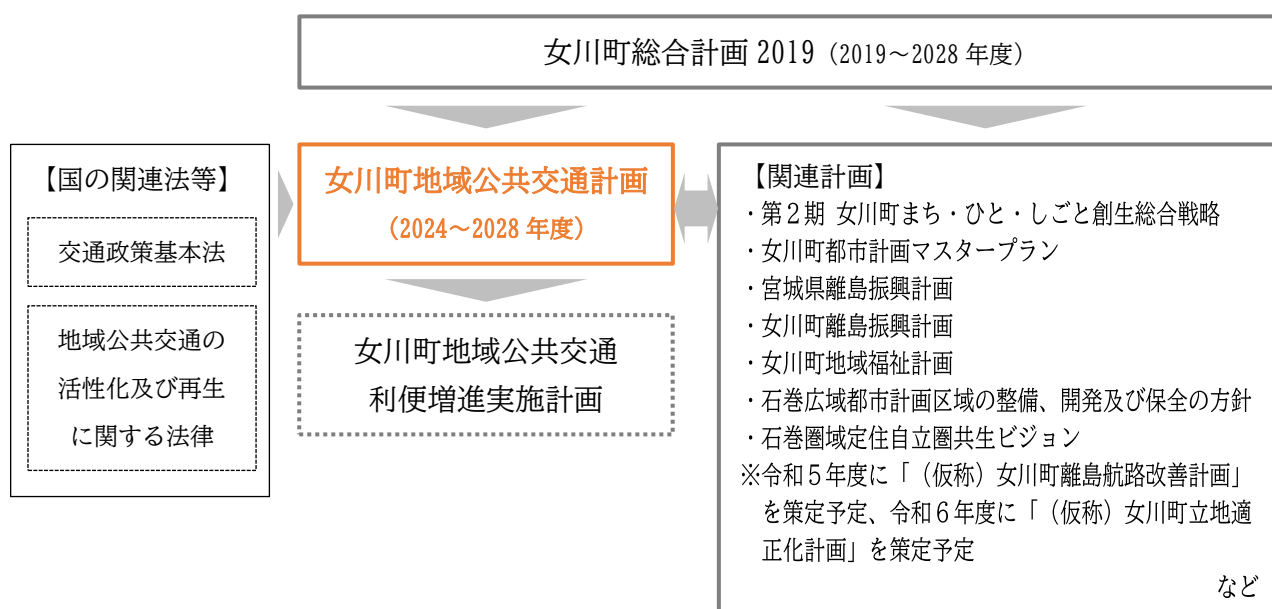 女川町総合計画 2019（2019～2028 年度）
【国の関連法等】
交通政策基本法
地域公共交通の
活性化及び再生
に関する法律
女川町地域公共交通計画
（2024～2028 年度）
女川町地域公共交通
利便増進実施計画
【関連計画】
・第２期 女川町まち・ひと・しごと創生総合戦略
・女川町都市計画マスタープラン
・宮城県離島振興計画
・女川町離島振興計画
・女川町地域福祉計画
・石巻広域都市計画区域の整備、開発及び保全の方針
・石巻圏域定住自立圏共生ビジョン
※令和５年度に「（仮称）女川町離島航路改善計画」
を策定予定、令和６年度に「（仮称）女川町立地適
正化計画」を策定予定
など